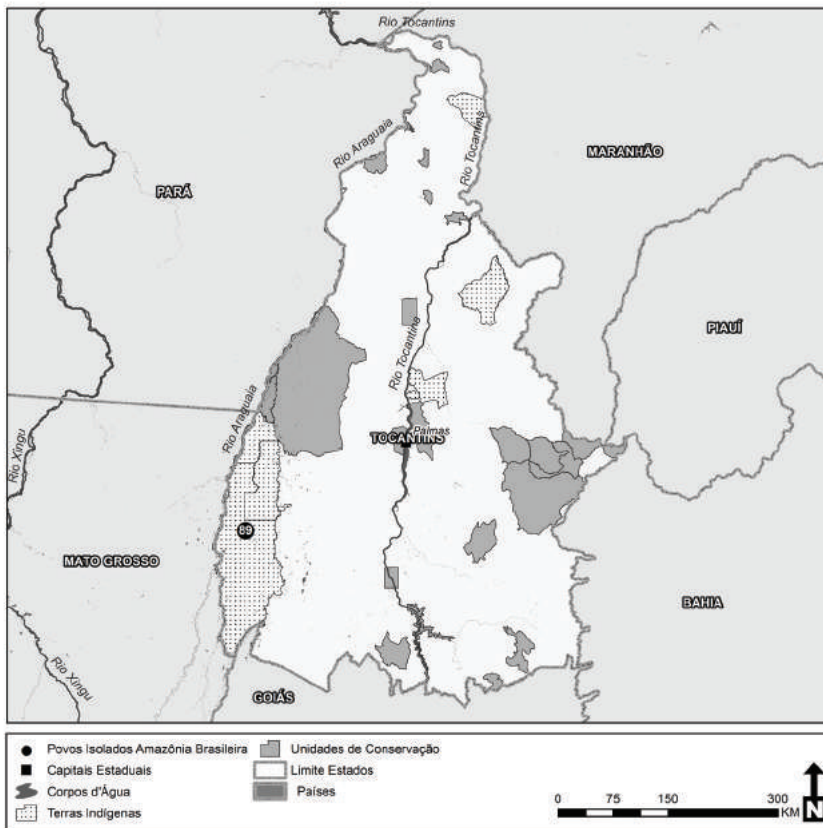 Rio Tocantins
Rio Araguaia
Rio Tocantins
MARANHÃO
PARÁ
PIAUÍ
Rio Tocantins
Rio Araguaia
Palmas
TOCANTINS
Rio Xingu
89
MATO GROSSO
BAHIA
Rio Xingu
GOIÁS
Povos Isolados Amazônia Brasileira
Unidades de Conservação
Capitais Estaduais
Limite Estados
Corpos d'Água
Países
Terras Indígenas
0 75 150 300
KM
N